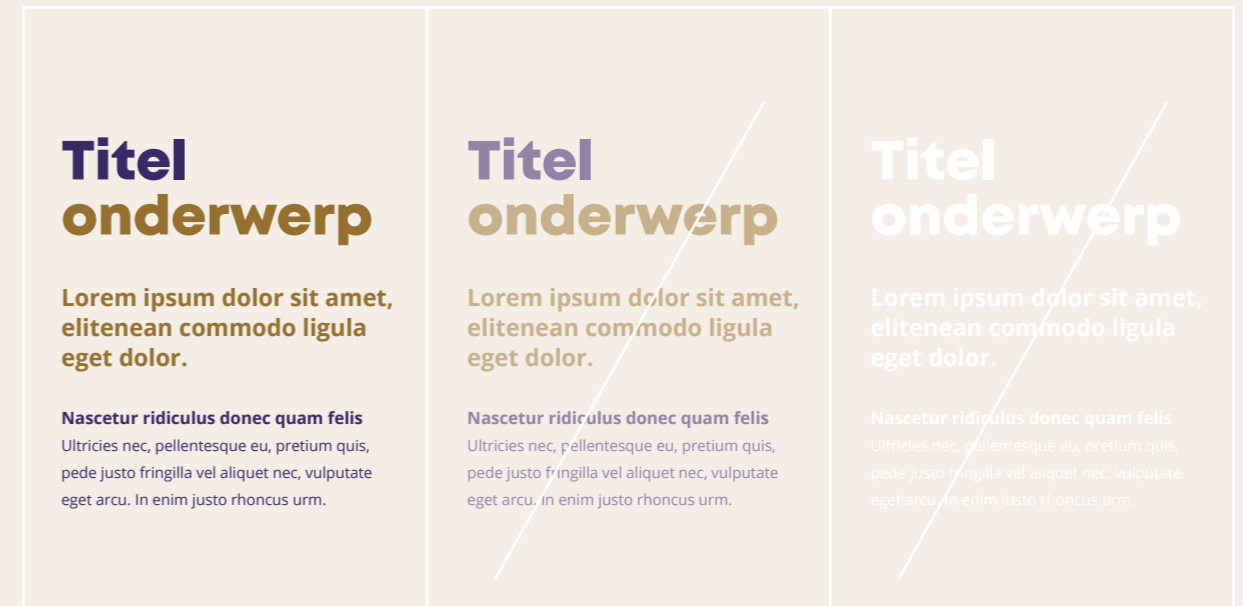 Titel
onderwerp
Lorem ipsum dolor sit amet,
elitenean commodo ligula
eget dolor.
Nascetur ridiculus donec quam felis
Ultricies nec, pellentesque eu, pretium quis,
pede justo fringilla vel aliquet nec, vulputate
eget arcu. In enim justo rhoncus urm.
Titel
onderwerp
Lorem ipsum dolor sit amet,
elitenean commodo ligula
eget dolor.
Nascetur ridiculus donec quam felis
Ultricies nec, pellentesque eu, pretium quis,
pede justo fringilla vel aliquet nec, vulputate
eget arcu. In enim justo rhoncus urm.
Titel
onderwerp
Lorem ipsum dolor sit amet,
elitenean commodo ligula
eget dolor.
Nascetur ridiculus donec quam felis
Ultricies nec, pellentesque eu, pretium quis,
pede justo fringilla vel aliquet nec, vulputate
eget arcu. In enim justo rhoncus urm.